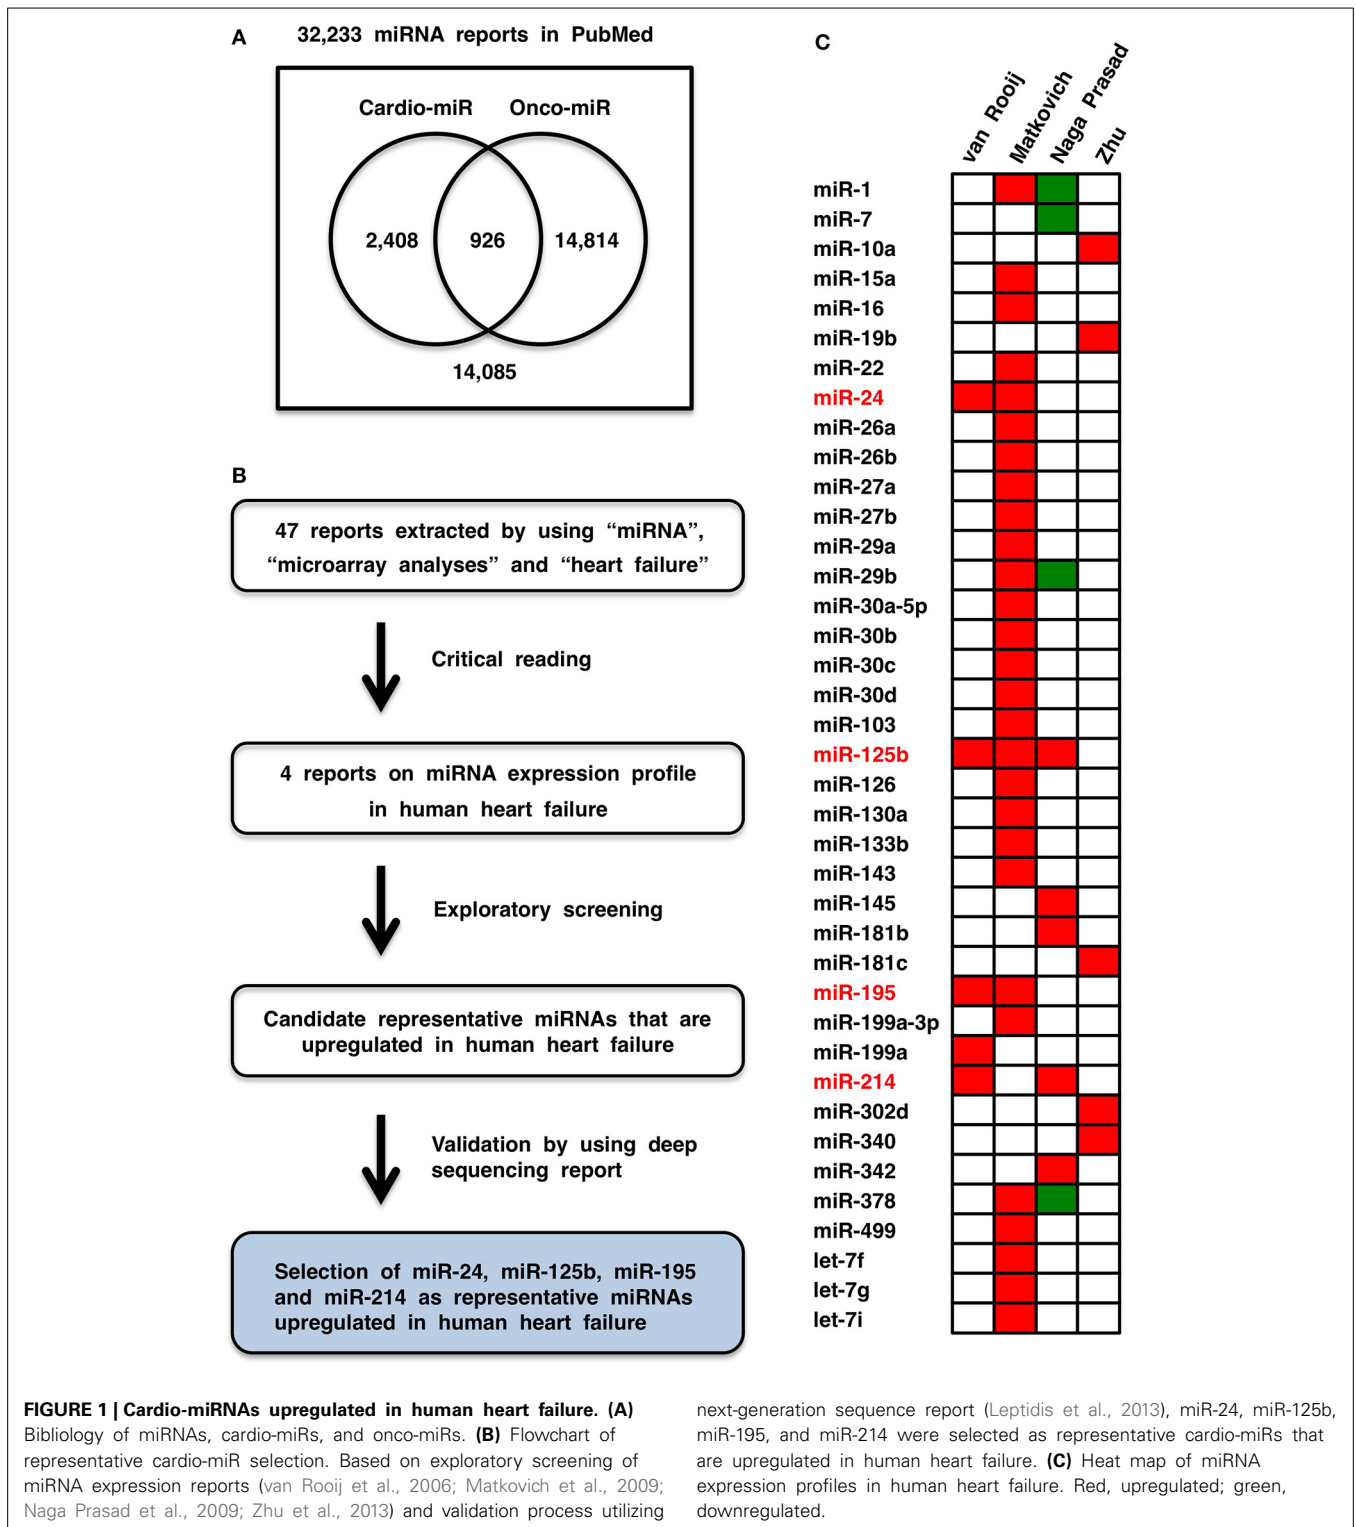 A
32,233 miRNA reports in PubMed
Cardio-miR
Onco-miR
2,408
926
14,814
14,085
B
47 reports extracted by using “miRNA”,
“microarray analyses” and “heart failure”
Critical reading
4 reports on miRNA expression profile
in human heart failure
Exploratory screening
Candidate representative miRNAs that are
upregulated in human heart failure
Validation by using deep
sequencing report
Selection of miR-24, miR-125b, miR-195
and miR-214 as representative miRNAs
upregulated in human heart failure
C
van Rooij
Matkovich
Naga Prasad
Zhu
miR-1
miR-7
miR-10a
miR-15a
miR-16
miR-19b
miR-22
miR-24
miR-26a
miR-26b
miR-27a
miR-27b
miR-29a
miR-29b
miR-30a-5p
miR-30b
miR-30c
miR-30d
miR-103
miR-125b
miR-126
miR-130a
miR-133b
miR-143
miR-145
miR-181b
miR-181c
miR-195
miR-199a-3p
miR-199a
miR-214
miR-302d
miR-340
miR-342
miR-378
miR-499
let-7f
let-7g
let-7i
FIGURE 1 | Cardio-miRNAs upregulated in human heart failure. (A)
Bibliology of miRNAs, cardio-miRs, and onco-miRs. (B) Flowchart of
representative cardio-miR selection. Based on exploratory screening of
miRNA expression reports (van Rooij et al., 2006; Matkovich et al., 2009;
Naga Prasad et al., 2009; Zhu et al., 2013) and validation process utilizing
next-generation sequence report (Leptidis et al., 2013), miR-24, miR-125b,
miR-195, and miR-214 were selected as representative cardio-miRs that
are upregulated in human heart failure. (C) Heat map of miRNA
expression profiles in human heart failure. Red, upregulated; green,
downregulated.